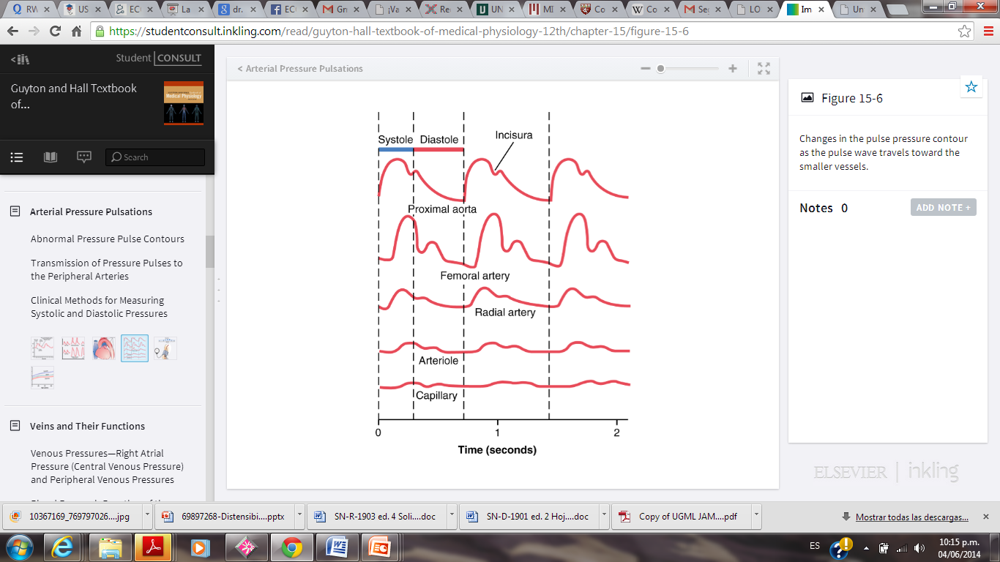 RW
US
EC
La
dr.
EC
Gn
¡Va
Re
UN
MI
Co
Co
Seg
LO
Im
Un
https://studentconsult.inkling.com/read/guyton-hall-textbook-of-medical-physiology-12th/chapter-15/figure-15-6
Student CONSULT
Guyton and Hall Textbook
of...
Search
Arterial Pressure Pulsations
Abnormal Pressure Pulse Contours
Transmission of Pressure Pulses to
the Peripheral Arteries
Clinical Methods for Measuring
Systolic and Diastolic Pressures
Veins and Their Functions
Venous Pressures—Right Atrial
Pressure (Central Venous Pressure)
and Peripheral Venous Pressures
< Arterial Pressure Pulsations
Systole Diastole
Incisura
Proximal aorta
Femoral artery
Radial artery
Arteriole
Capillary
0 1 2
Time (seconds)
Figure 15-6
Changes in the pulse pressure contour
as the pulse wave travels toward the
smaller vessels.
Notes 0
ADD NOTE +
ELSEVIER | inkling
10367169_769797026....jpg
69897268-Distensibi....pptx
SN-R-1903 ed. 4 Soli....doc
SN-D-1901 ed. 2 Hoj....doc
Copy of UGML JAM....pdf
Mostrar todas las descargas...
ES
10:15 p.m.
04/06/2014